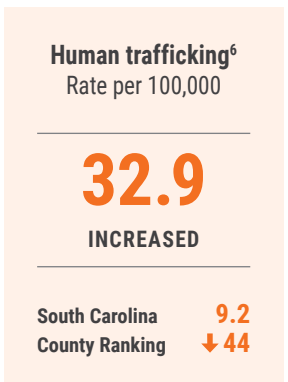 Human trafficking⁶
Rate per 100,000
32.9
INCREASED
South Carolina 9.2
County Ranking ↓ 44